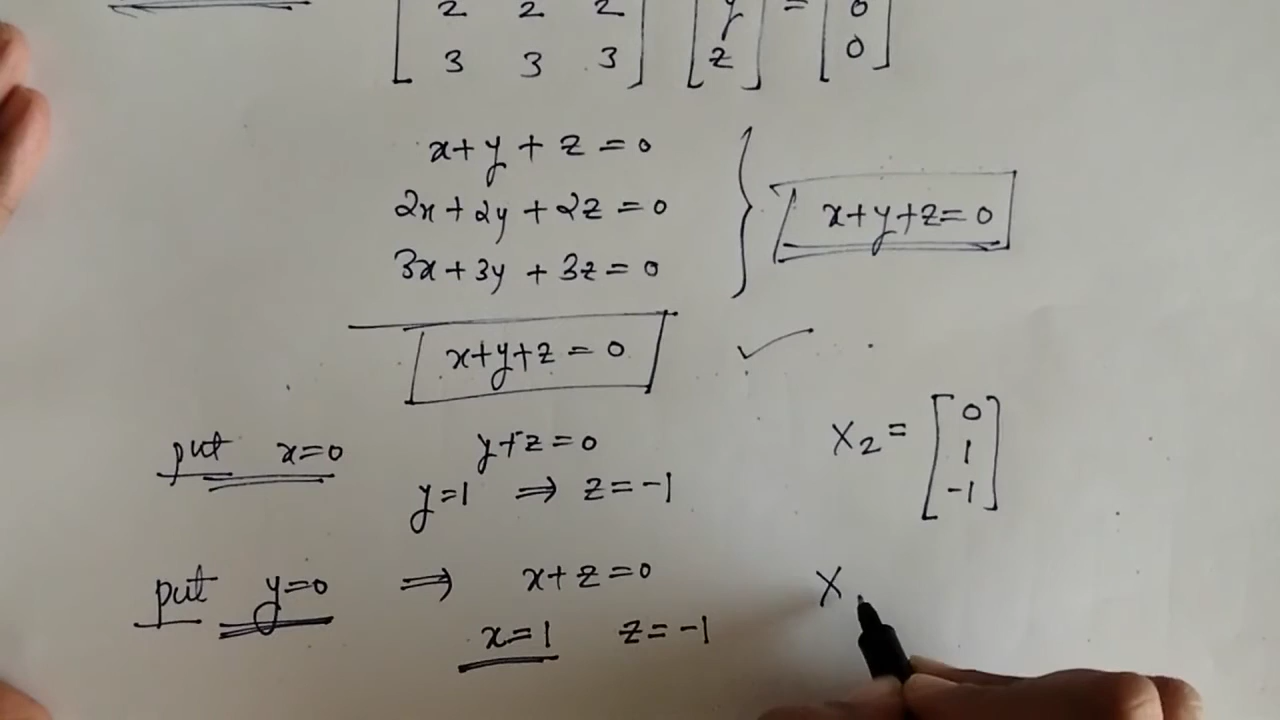 2 2 2 y = 0
3 3 3 z 0
x+y+z=0
2x+2y+2z=0
3x+3y+3z=0
x+y+z=0
x+y+z=0 ✓
put x=0 y+z=0
y=1 ⇒ z=-1
X2 = [0 1 -1]
put y=0 ⇒ x+z=0
x=1 z=-1
X